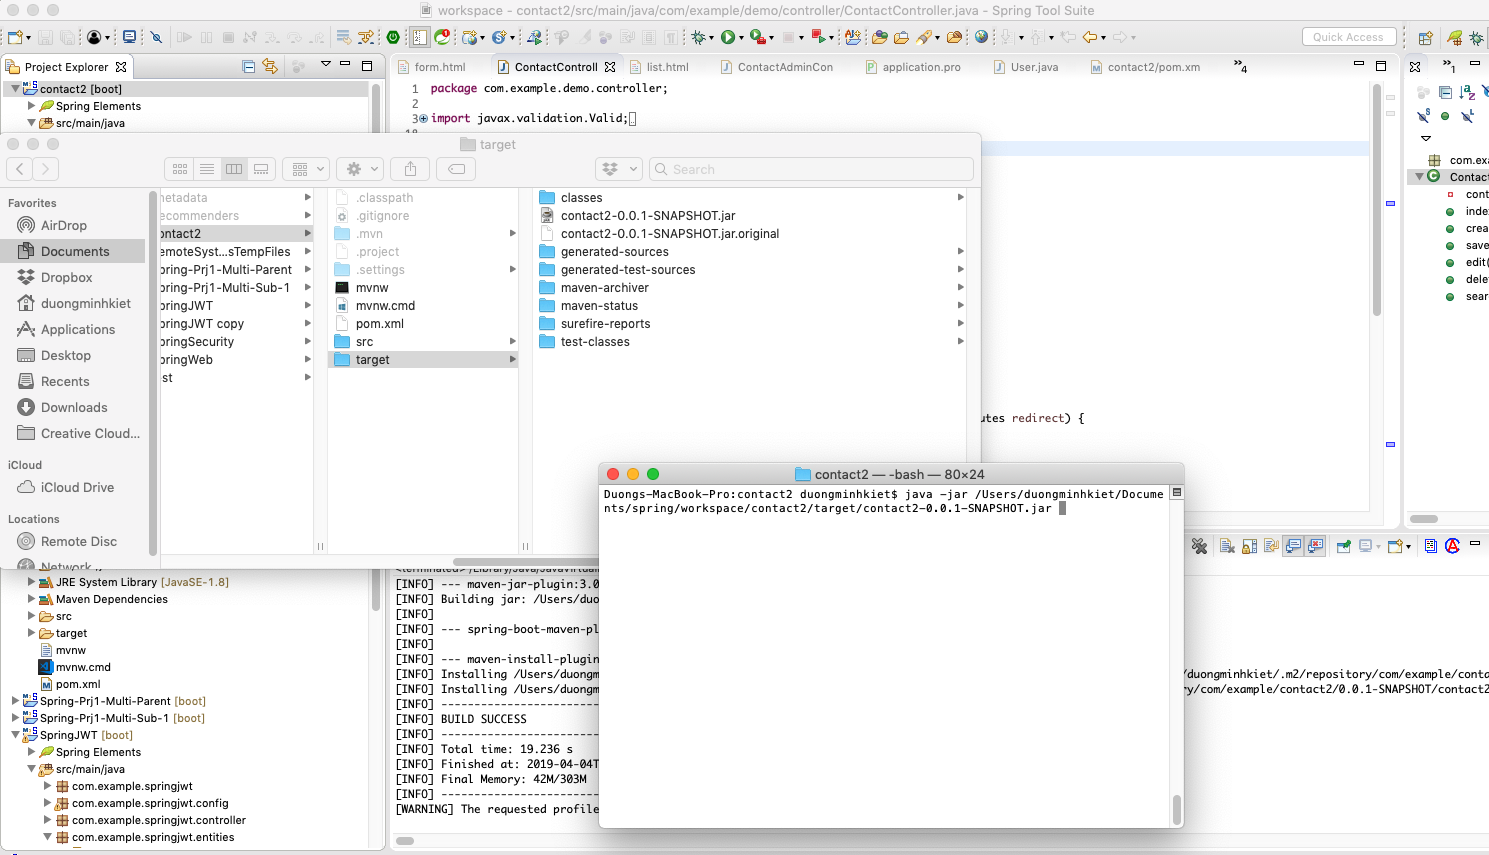 workspace - contact2/src/main/java/com/example/demo/controller/ContactController.java - Spring Tool Suite
Quick Access
Project Explorer
form.html
ContactControll
list.html
ContactAdminCon
application.pro
User.java
contact2/pom.xm
»4
»1
contact2 [boot]
Spring Elements
src/main/java
1 package com.example.demo.controller;
2
3 import javax.validation.Valid;
target
Search
Favorites
AirDrop
Documents
Dropbox
duongminhkiet
Applications
Desktop
Recents
Downloads
Creative Cloud...
iCloud
iCloud Drive
Locations
Remote Disc
Network
netadata
ecommenders
ontact2
emoteSyst...sTempFiles
pring-Prj1-Multi-Parent
pring-Prj1-Multi-Sub-1
pringJWT
pringJWT copy
pringSecurity
pringWeb
st
.classpath
.gitignore
.mvn
.project
.settings
mvnw
mvnw.cmd
pom.xml
src
target
classes
contact2-0.0.1-SNAPSHOT.jar
contact2-0.0.1-SNAPSHOT.jar.original
generated-sources
generated-test-sources
maven-archiver
maven-status
surefire-reports
test-classes
com.exa
Contact
cont
index
crea
save
edit(
delet
sear
utes redirect) {
contact2 — -bash — 80×24
Duongs-MacBook-Pro:contact2 duongminhkiet$ java -jar /Users/duongminhkiet/Docume
nts/spring/workspace/contact2/target/contact2-0.0.1-SNAPSHOT.jar
JRE System Library [JavaSE-1.8]
Maven Dependencies
src
target
mvnw
mvnw.cmd
pom.xml
Spring-Prj1-Multi-Parent [boot]
Spring-Prj1-Multi-Sub-1 [boot]
SpringJWT [boot]
Spring Elements
src/main/java
com.example.springjwt
com.example.springjwt.config
com.example.springjwt.controller
com.example.springjwt.entities
<terminated> /Library/Java/JavaVirtua
[INFO] --- maven-jar-plugin:3.0
[INFO] Building jar: /Users/duo
[INFO]
[INFO] --- spring-boot-maven-pl
[INFO]
[INFO] --- maven-install-plugin
[INFO] Installing /Users/duongm
/duongminhkiet/.m2/repository/com/example/conta
[INFO] Installing /Users/duongm
ry/com/example/contact2/0.0.1-SNAPSHOT/contact2
[INFO] ------------------------
[INFO] BUILD SUCCESS
[INFO] ------------------------
[INFO] Total time: 19.236 s
[INFO] Finished at: 2019-04-04T
[INFO] Final Memory: 42M/303M
[INFO] ------------------------
[WARNING] The requested profile